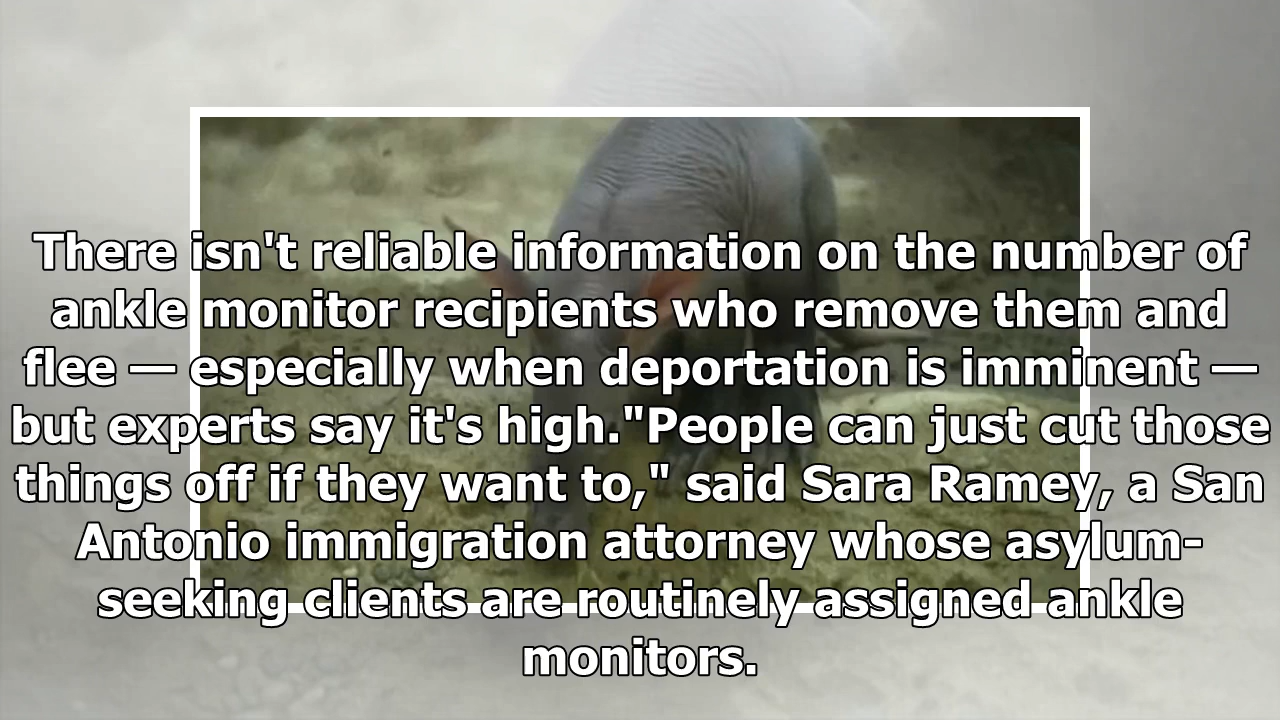 There isn't reliable information on the number of
ankle monitor recipients who remove them and
flee — especially when deportation is imminent —
but experts say it's high."People can just cut those
things off if they want to," said Sara Ramey, a San
Antonio immigration attorney whose asylum-
seeking clients are routinely assigned ankle
monitors.